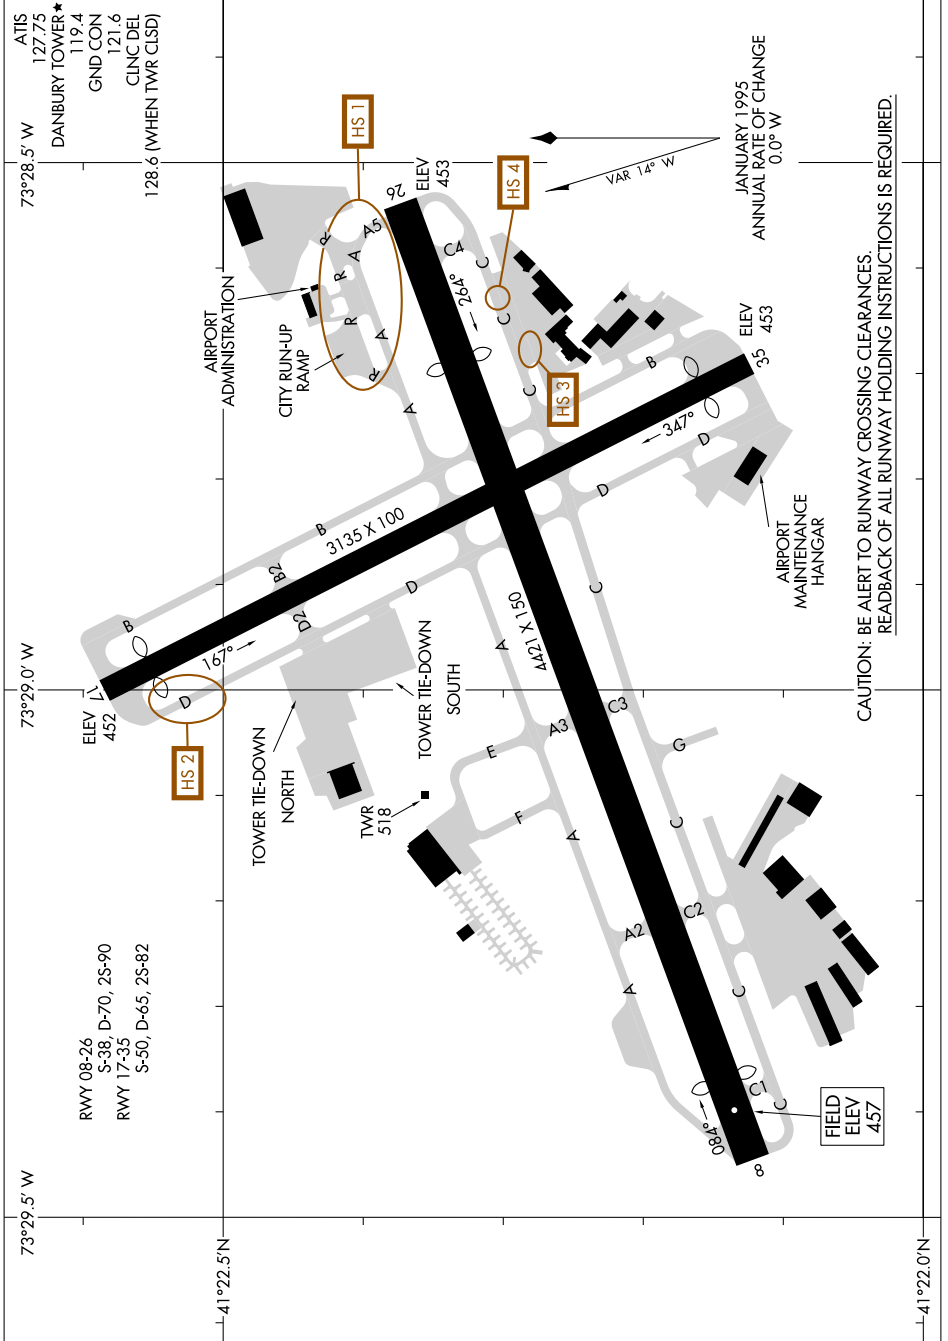 ATIS
127.75
DANBURY TOWER★
119.4
GND CON
121.6
CLNC DEL
128.6 (WHEN TWR CLSD)
73°28.5' W
73°29.0' W
73°29.5' W
41°22.5'N
41°22.0'N
RWY 08-26
S-38, D-70, 2S-90
RWY 17-35
S-50, D-65, 2S-82
HS 1
HS 2
HS 3
HS 4
AIRPORT
ADMINISTRATION
CITY RUN-UP
RAMP
R
R
R
R
A
A
A5
A
26
ELEV
453
264°
C4
C
C
C
VAR 14° W
JANUARY 1995
ANNUAL RATE OF CHANGE
0.0° W
17
ELEV
452
167°
B
B2
B
D
D2
D
3135 X 100
B
D
D
347°
35
ELEV
453
AIRPORT
MAINTENANCE
HANGAR
TOWER TIE-DOWN
NORTH
TOWER TIE-DOWN
SOUTH
TWR
518
4421 X 150
A
A3
E
F
A
A2
A
C
C3
G
C
C2
C
C1
C
084°
8
FIELD
ELEV
457
CAUTION: BE ALERT TO RUNWAY CROSSING CLEARANCES.
READBACK OF ALL RUNWAY HOLDING INSTRUCTIONS IS REQUIRED.